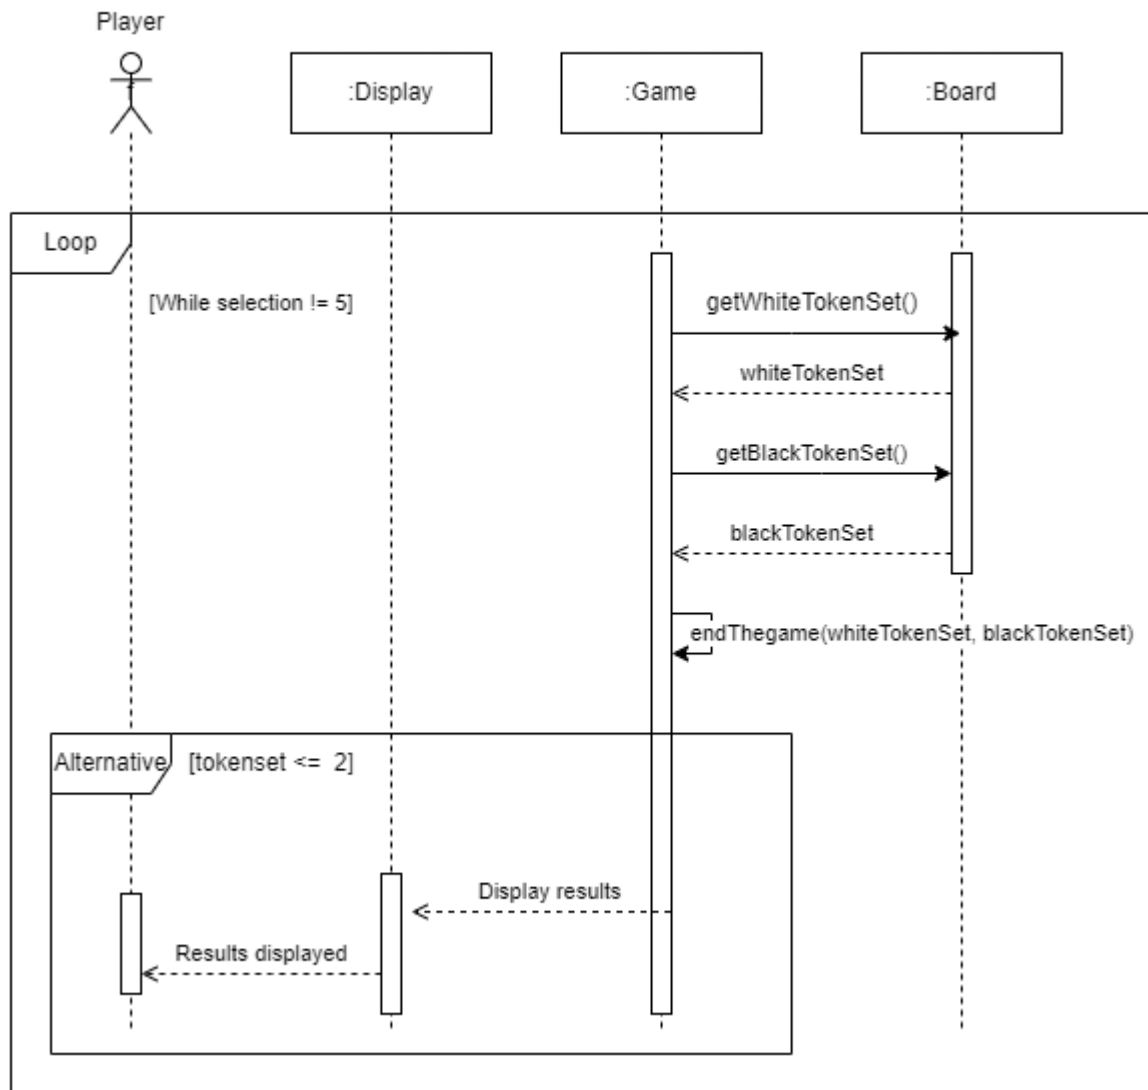 Player
:Display
:Game
:Board
Loop
[While selection != 5]
getWhiteTokenSet()
whiteTokenSet
getBlackTokenSet()
blackTokenSet
endThegame(whiteTokenSet, blackTokenSet)
Alternative
[tokenset <= 2]
Display results
Results displayed